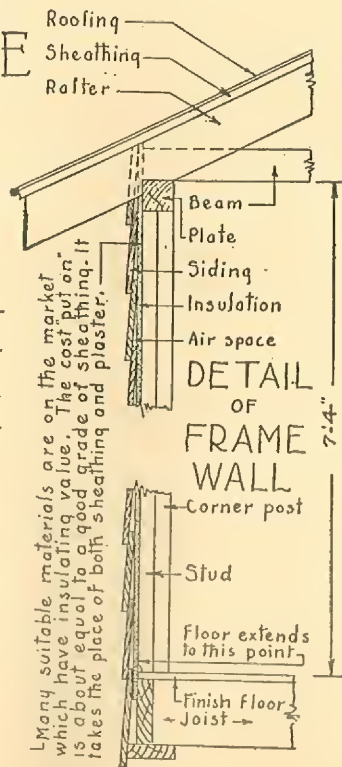 E
Roofing
Sheathing
Rafter
Beam
Plate
Siding
Insulation
Air space
DETAIL
OF
FRAME
WALL
7'-4"
Corner post
Stud
Floor extends
to this point
Finish floor
Joist
Many suitable materials are on the market
which have insulating value. The cost "put on"
is about equal to a good grade of sheathing. It
takes the place of both sheathing and plaster.